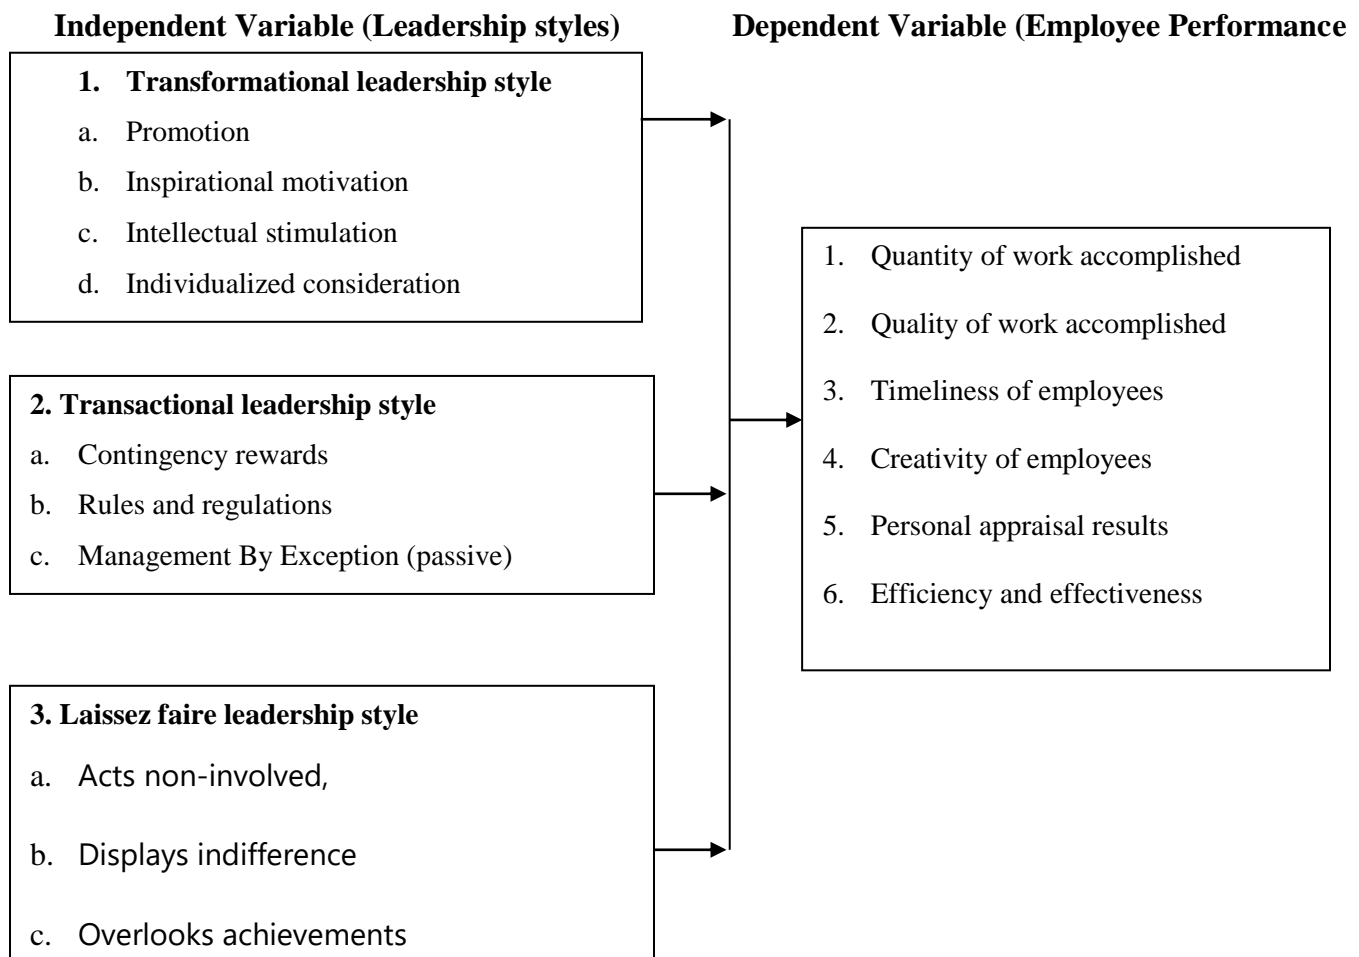 Independent Variable (Leadership styles)
Dependent Variable (Employee Performance
1. Transformational leadership style
a. Promotion
b. Inspirational motivation
c. Intellectual stimulation
d. Individualized consideration
2. Transactional leadership style
a. Contingency rewards
b. Rules and regulations
c. Management By Exception (passive)
3. Laissez faire leadership style
a. Acts non-involved,
b. Displays indifference
c. Overlooks achievements
1. Quantity of work accomplished
2. Quality of work accomplished
3. Timeliness of employees
4. Creativity of employees
5. Personal appraisal results
6. Efficiency and effectiveness